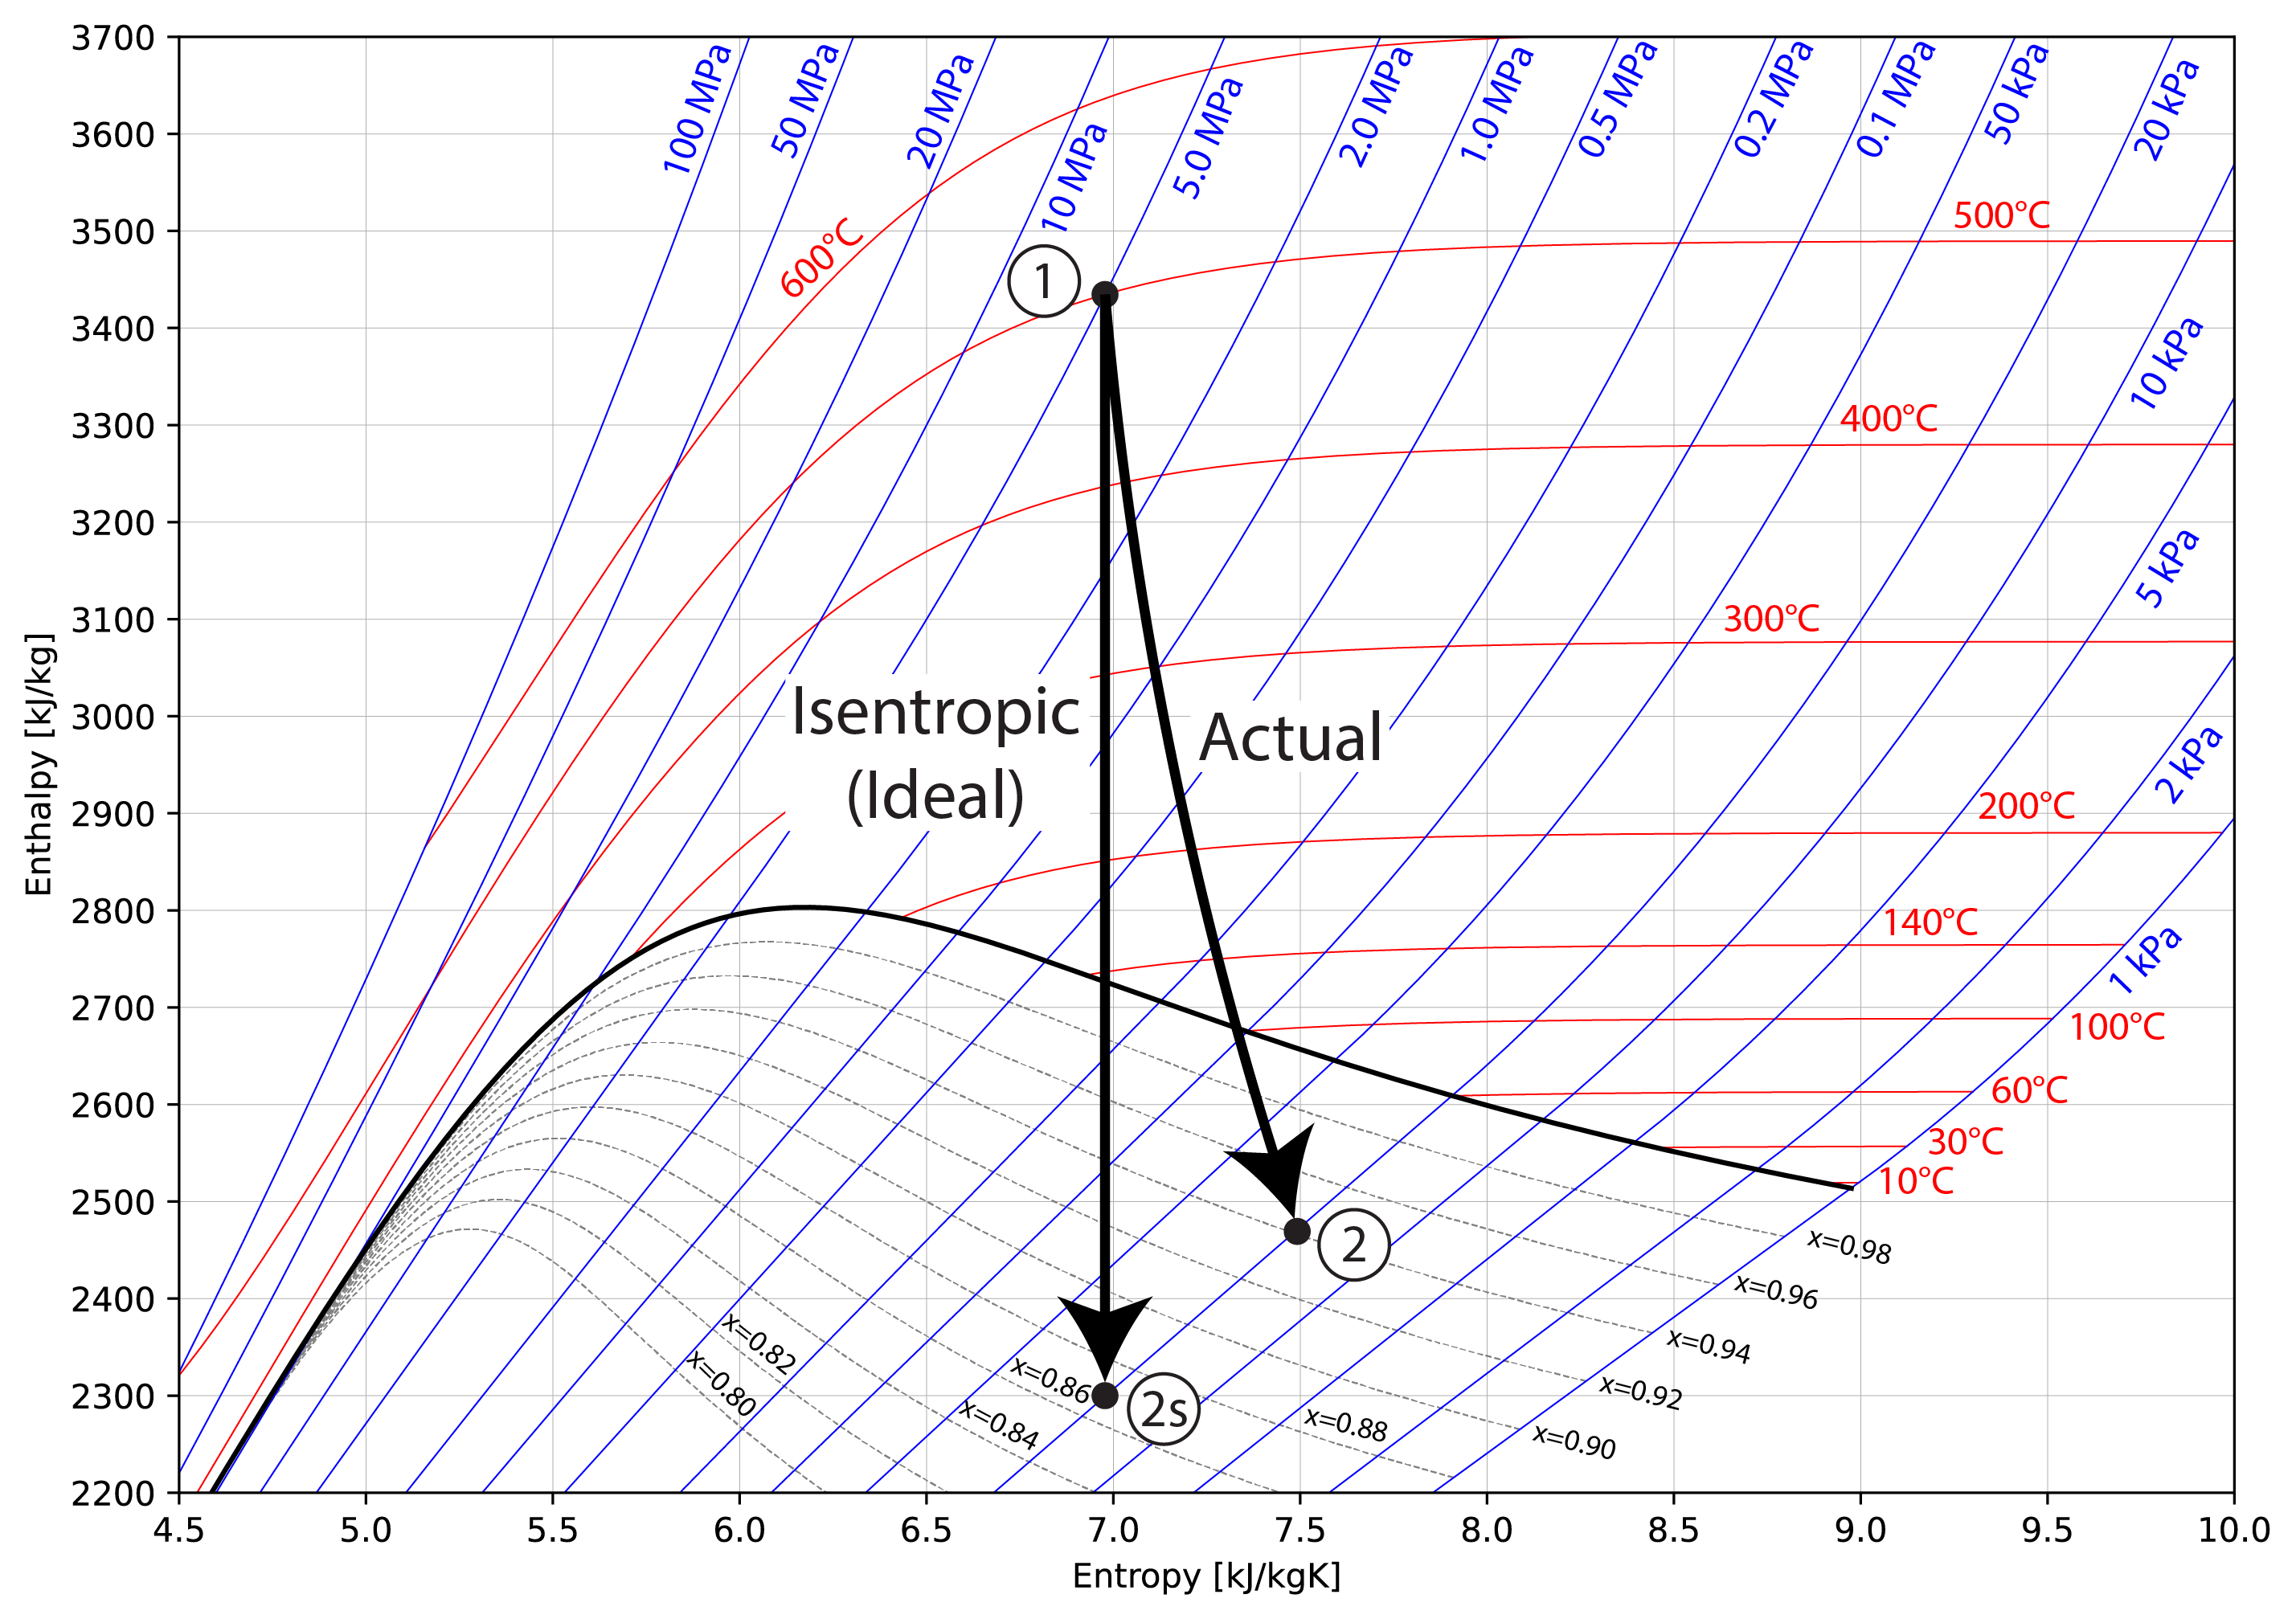 3700
3600
3500
3400
3300
3200
3100
3000
2900
2800
2700
2600
2500
2400
2300
2200
Enthalpy [kJ/kg]
100 MPa
50 MPa
20 MPa
10 MPa
5.0 MPa
2.0 MPa
1.0 MPa
0.5 MPa
0.2 MPa
0.1 MPa
50 kPa
20 kPa
10 kPa
5 kPa
2 kPa
1 kPa
600°C
500°C
400°C
300°C
200°C
140°C
100°C
60°C
30°C
10°C
1
Isentropic
(Ideal)
Actual
2
2s
x=0.98
x=0.96
x=0.94
x=0.92
x=0.90
x=0.88
x=0.86
x=0.84
x=0.82
x=0.80
4.5
5.0
5.5
6.0
6.5
7.0
7.5
8.0
8.5
9.0
9.5
10.0
Entropy [kJ/kgK]